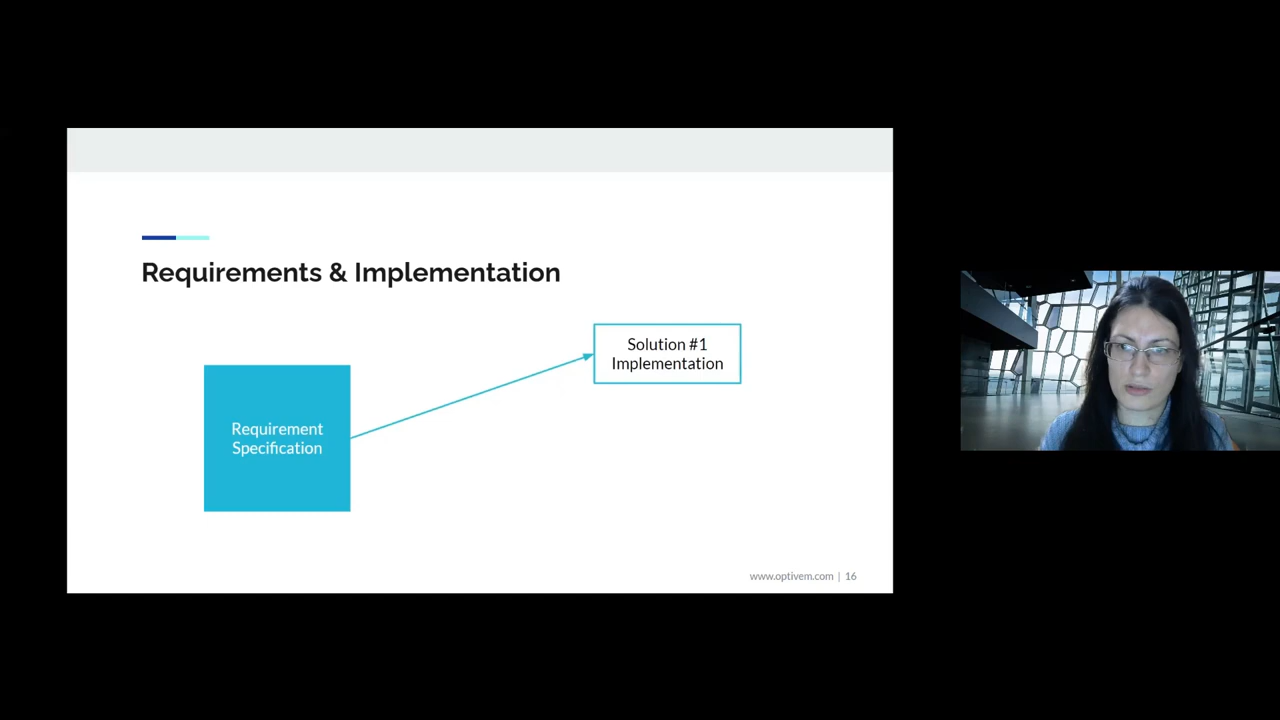 Requirements & Implementation
Solution #1
Implementation
Requirement
Specification
www.optivem.com | 16